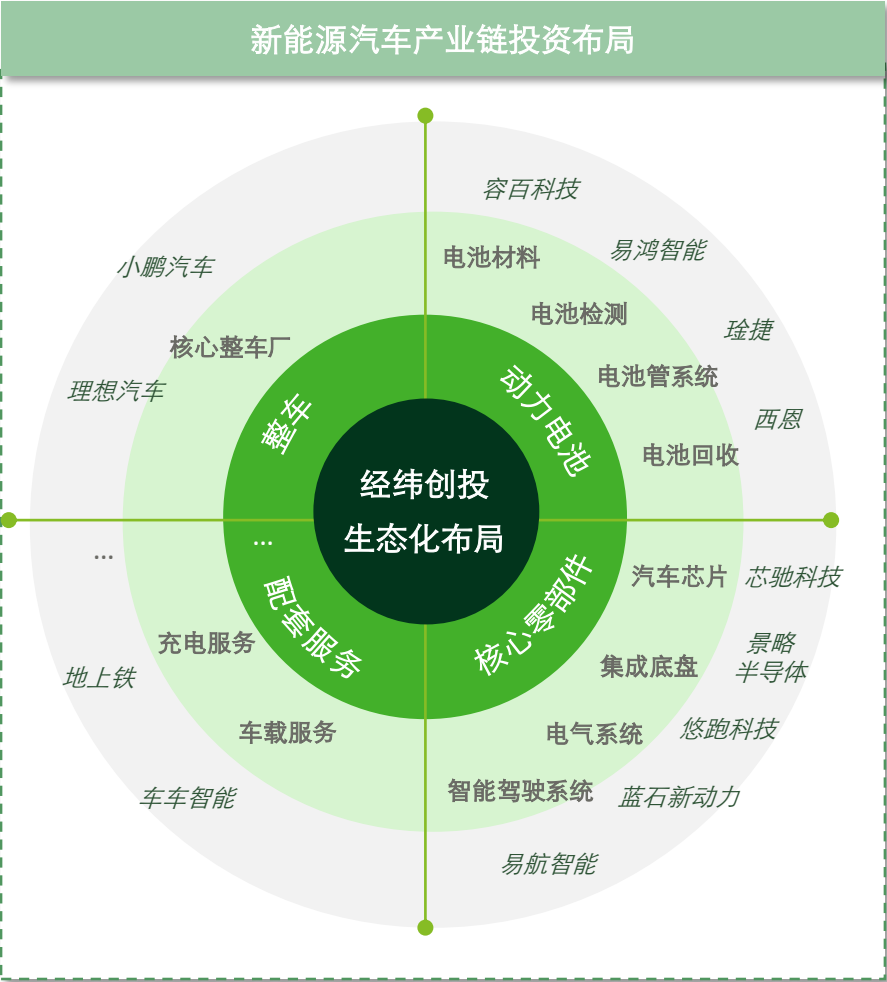 新能源汽车产业链投资布局
容百科技
易鸿智能
电池材料
小鹏汽车
电池检测
琻捷
核心整车厂
电池管系统
理想汽车
动力电池
整车
西恩
电池回收
经纬创投
生态化布局
...
...
汽车芯片
芯驰科技
配套服务
核心零部件
充电服务
景略
半导体
地上铁
集成底盘
车载服务
电气系统
悠跑科技
车车智能
智能驾驶系统
蓝石新动力
易航智能